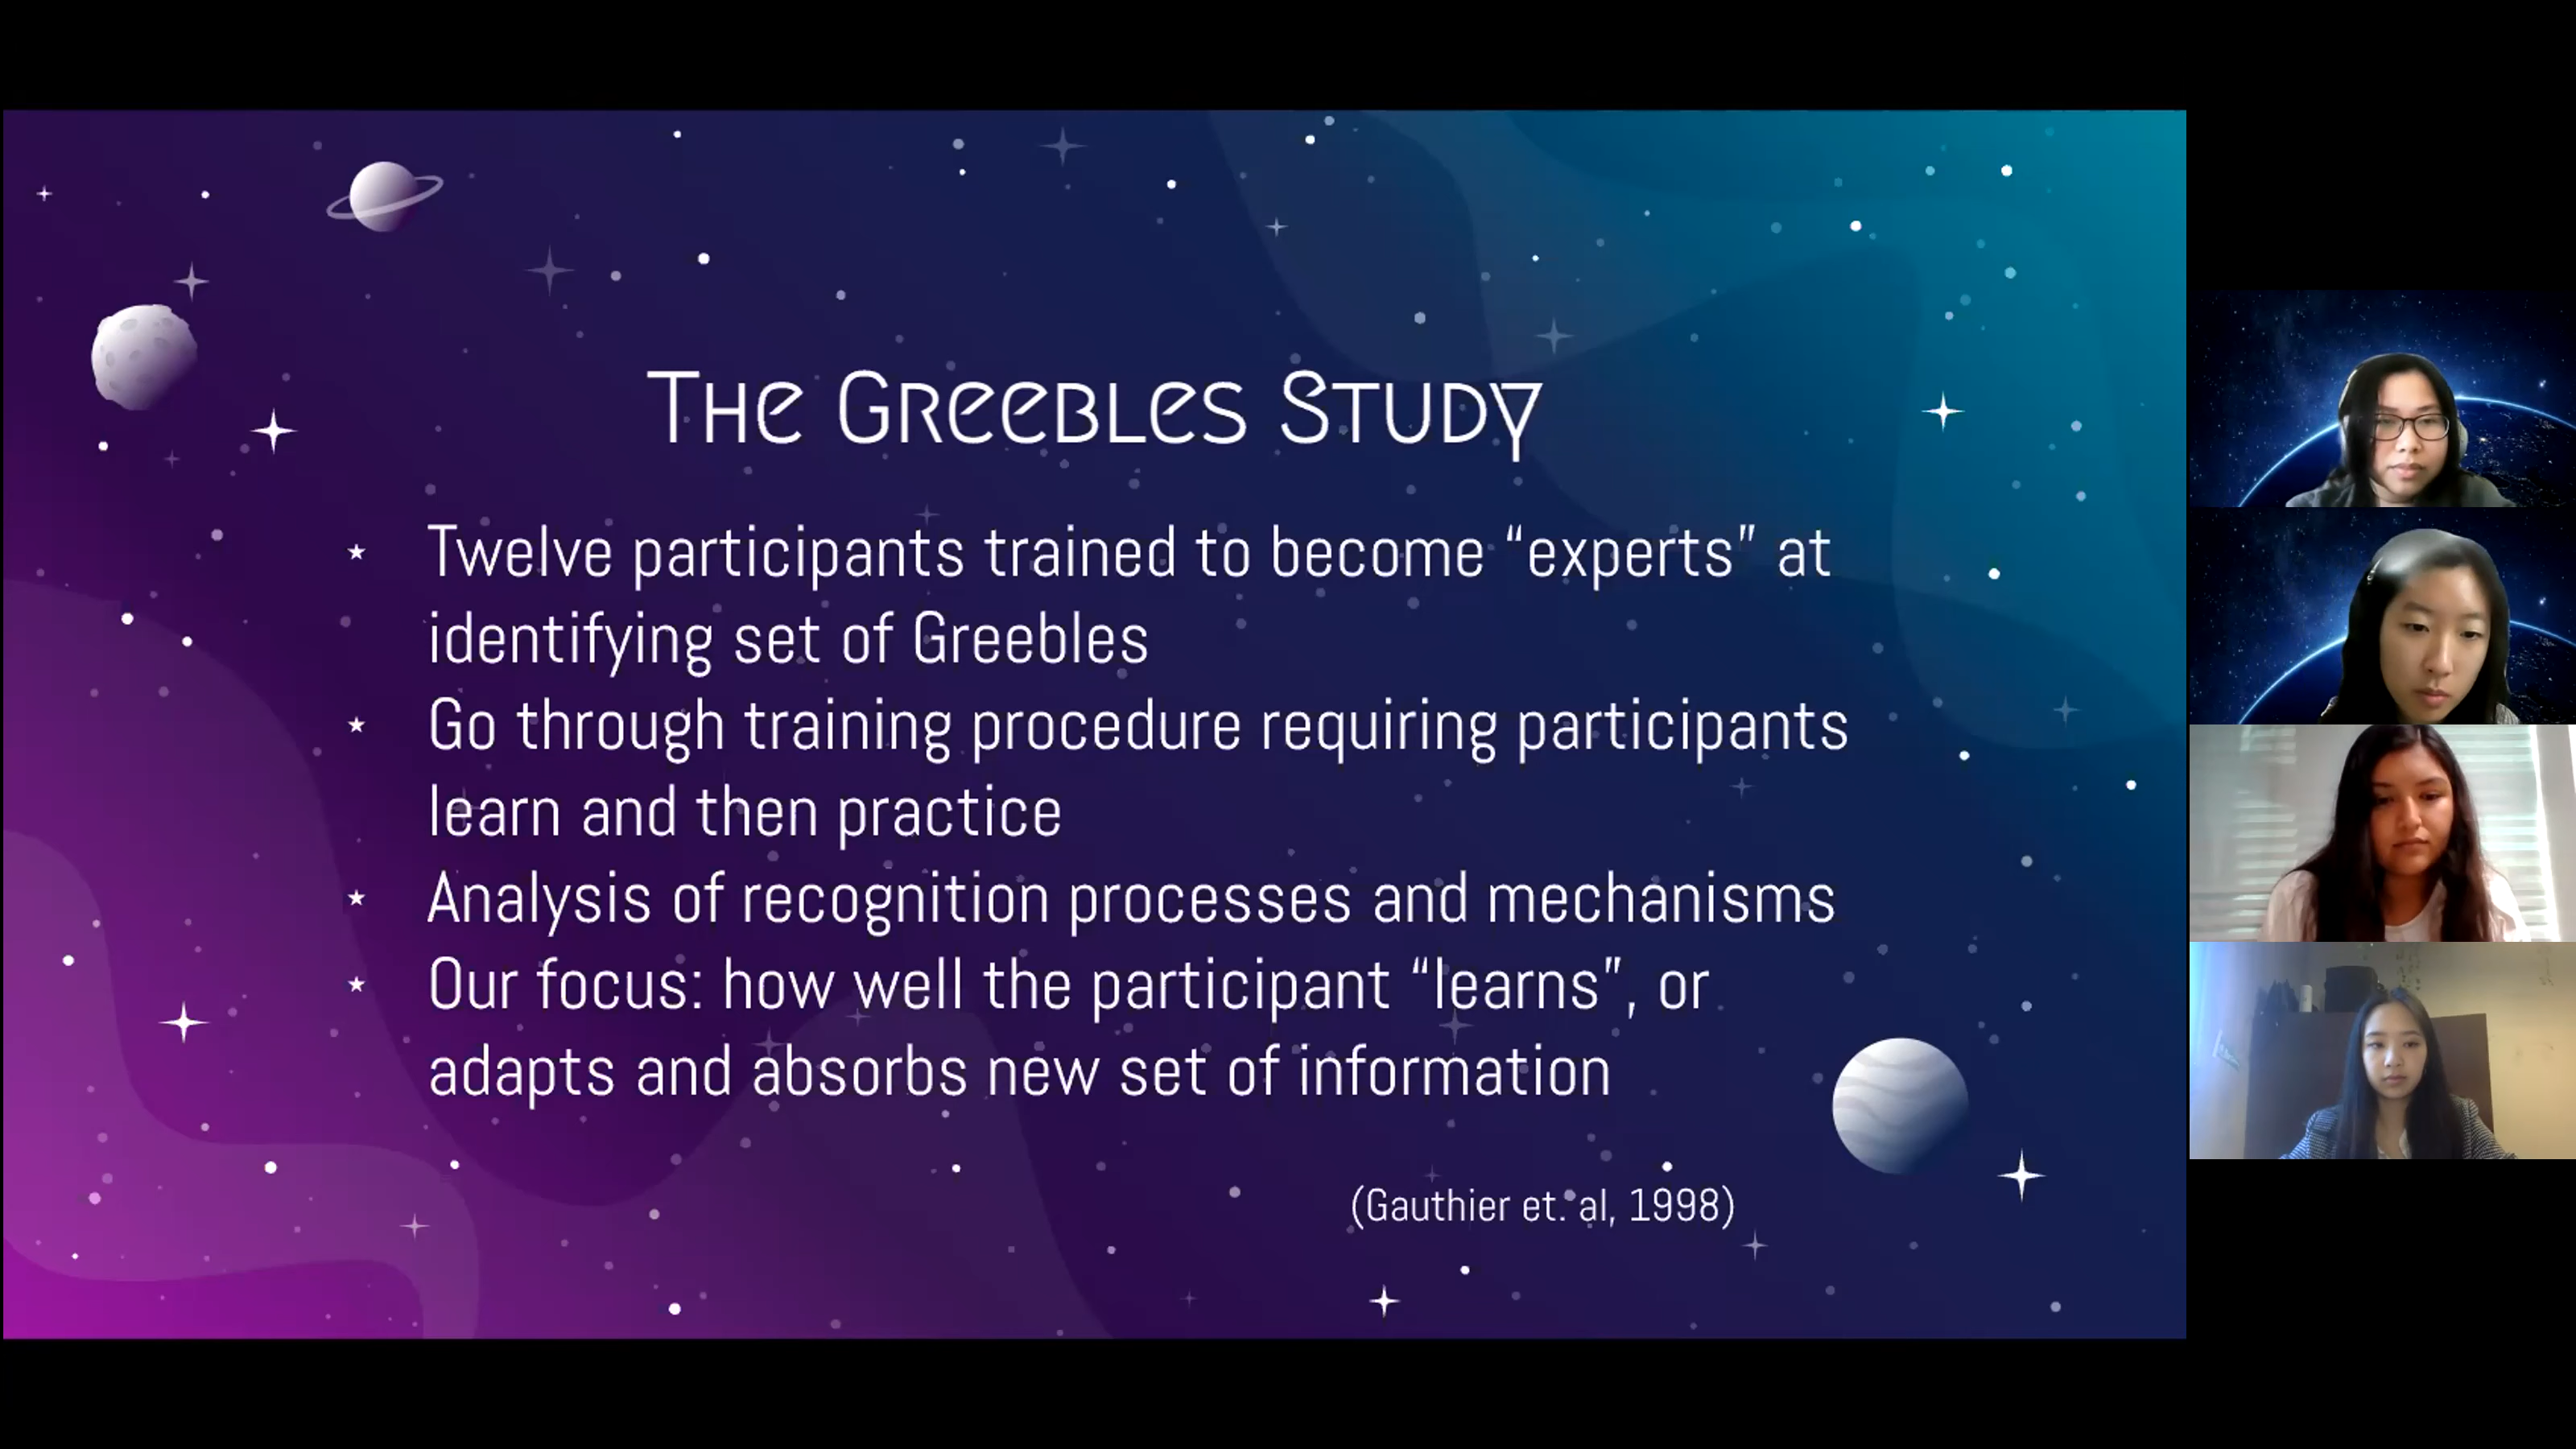 The Greebles Study
Twelve participants trained to become “experts” at
identifying set of Greebles
Go through training procedure requiring participants
learn and then practice
Analysis of recognition processes and mechanisms
Our focus: how well the participant “learns”, or
adapts and absorbs new set of information
(Gauthier et. al, 1998)